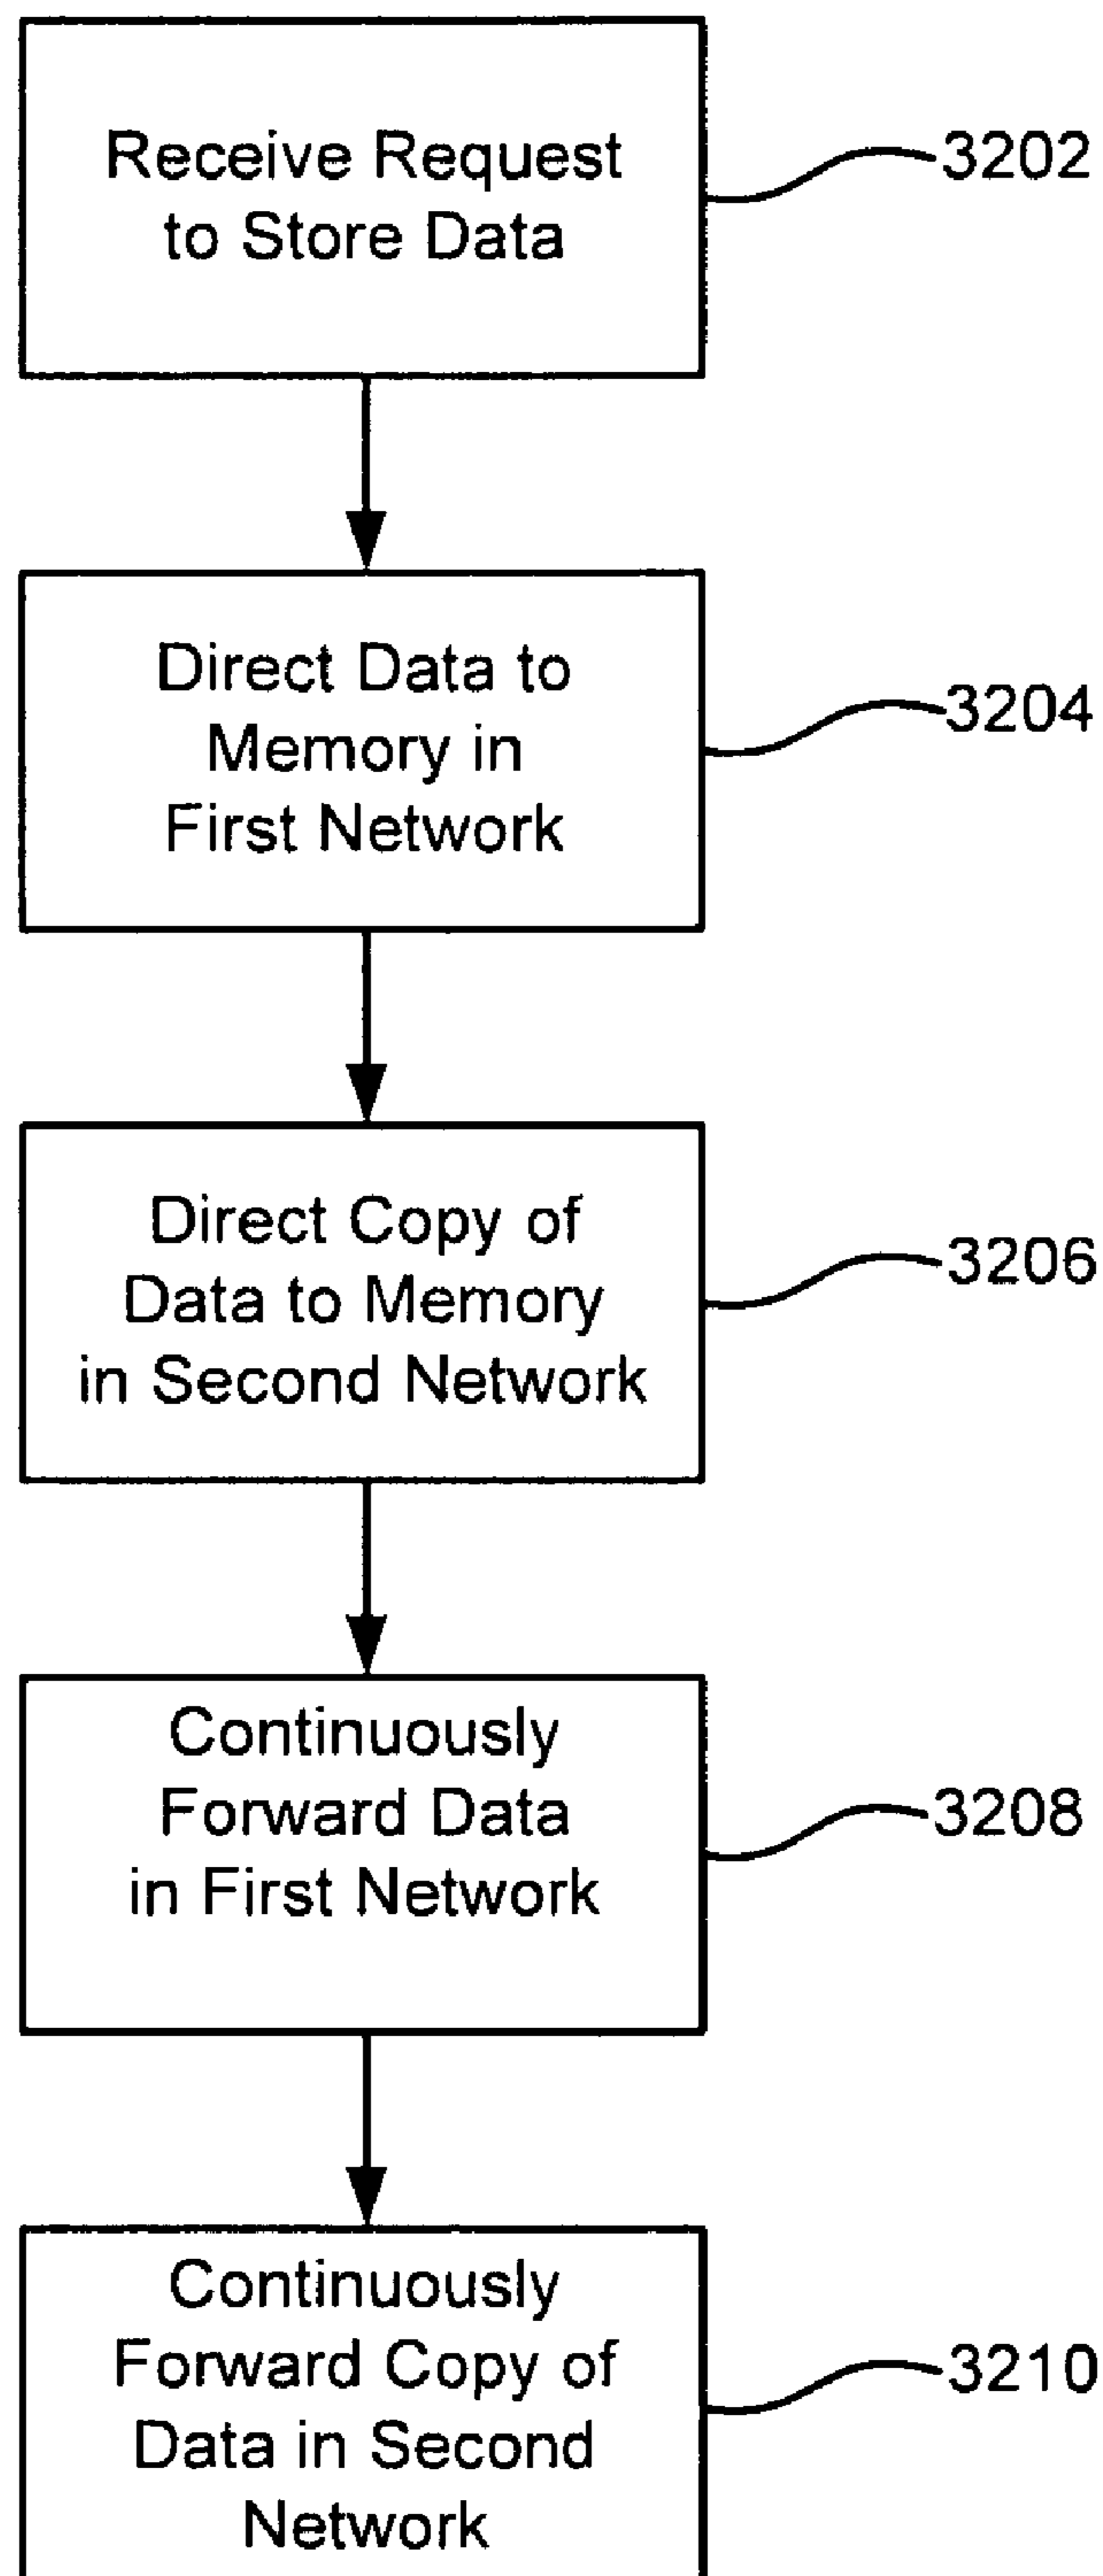 Receive Request
to Store Data
3202
Direct Data to
Memory in
First Network
3204
Direct Copy of
Data to Memory
in Second Network
3206
Continuously
Forward Data
in First Network
3208
Continuously
Forward Copy of
Data in Second
Network
3210